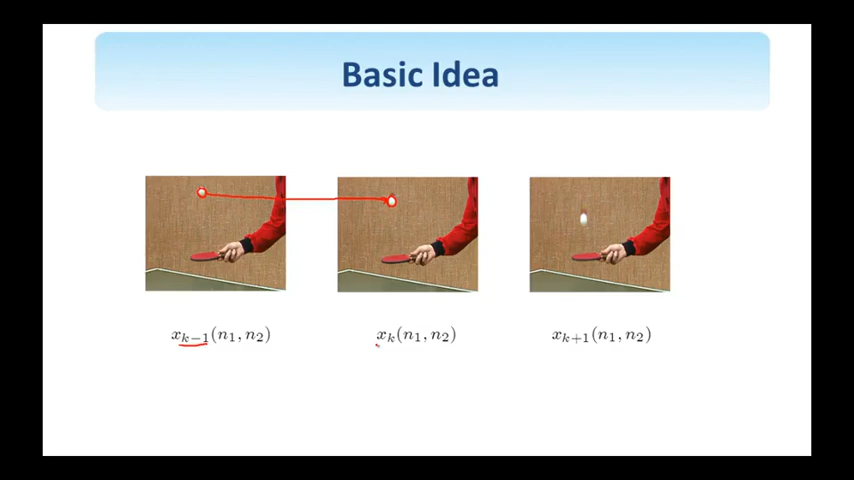 Basic Idea
x_{k-1}(n_1, n_2)
x_k(n_1, n_2)
x_{k+1}(n_1, n_2)